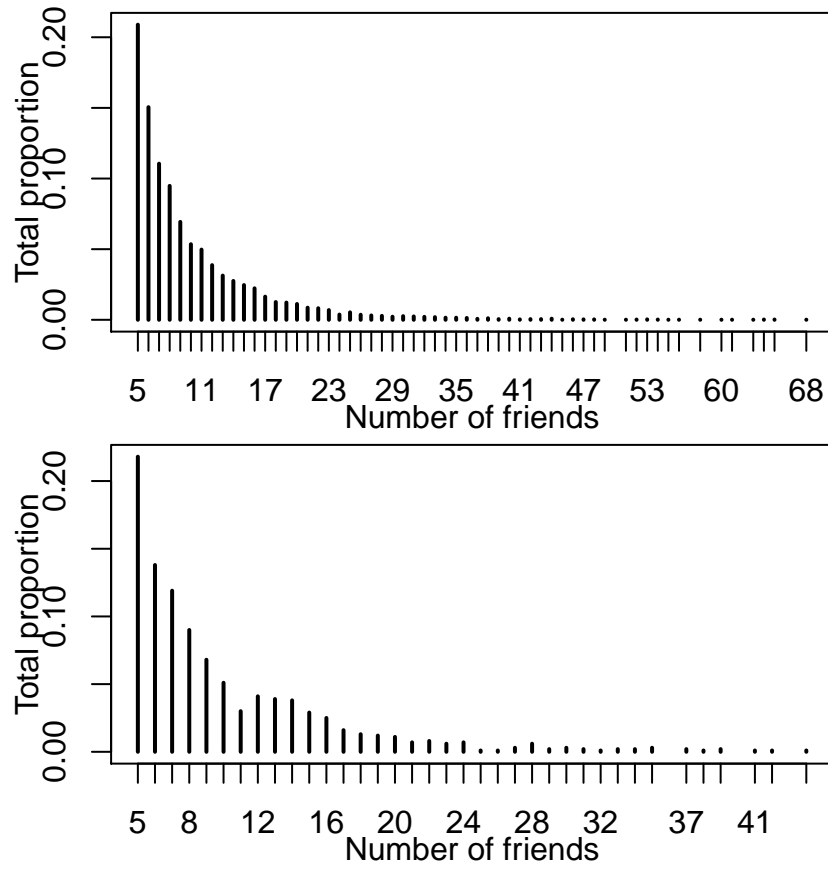 Total proportion
0.00 0.10 0.20
5 11 17 23 29 35 41 47 53 60 68
Number of friends
Total proportion
0.00 0.10 0.20
5 8 12 16 20 24 28 32 37 41
Number of friends